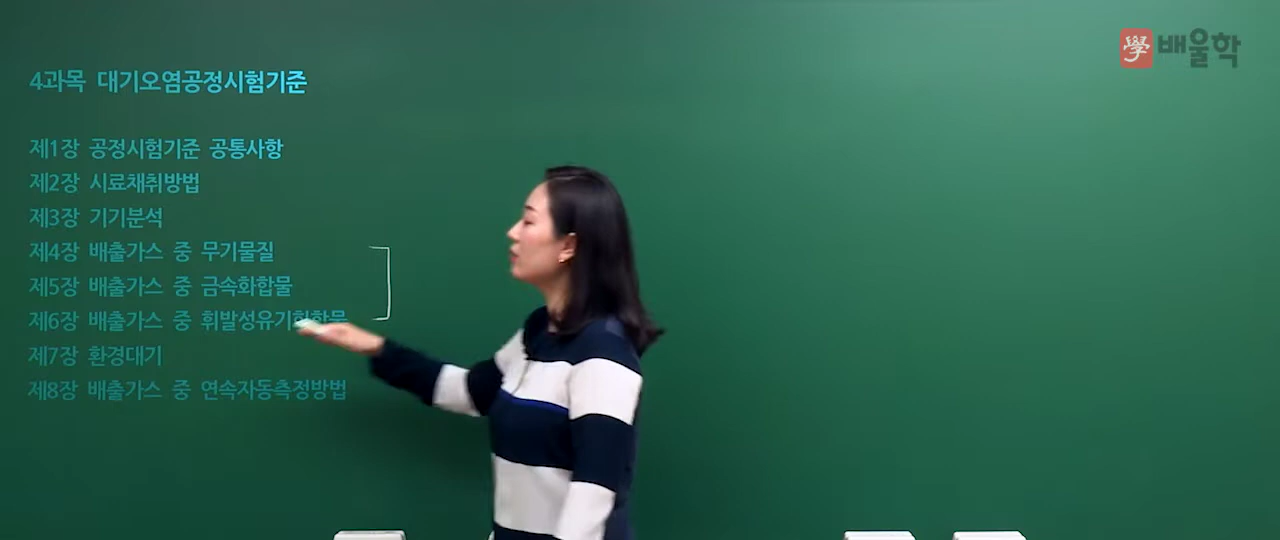 學 배울학
4과목 대기오염공정시험기준
제1장 공정시험기준 공통사항
제2장 시료채취방법
제3장 기기분석
제4장 배출가스 중 무기물질
제5장 배출가스 중 금속화합물
제6장 배출가스 중 휘발성유기화합물
제7장 환경대기
제8장 배출가스 중 연속자동측정방법